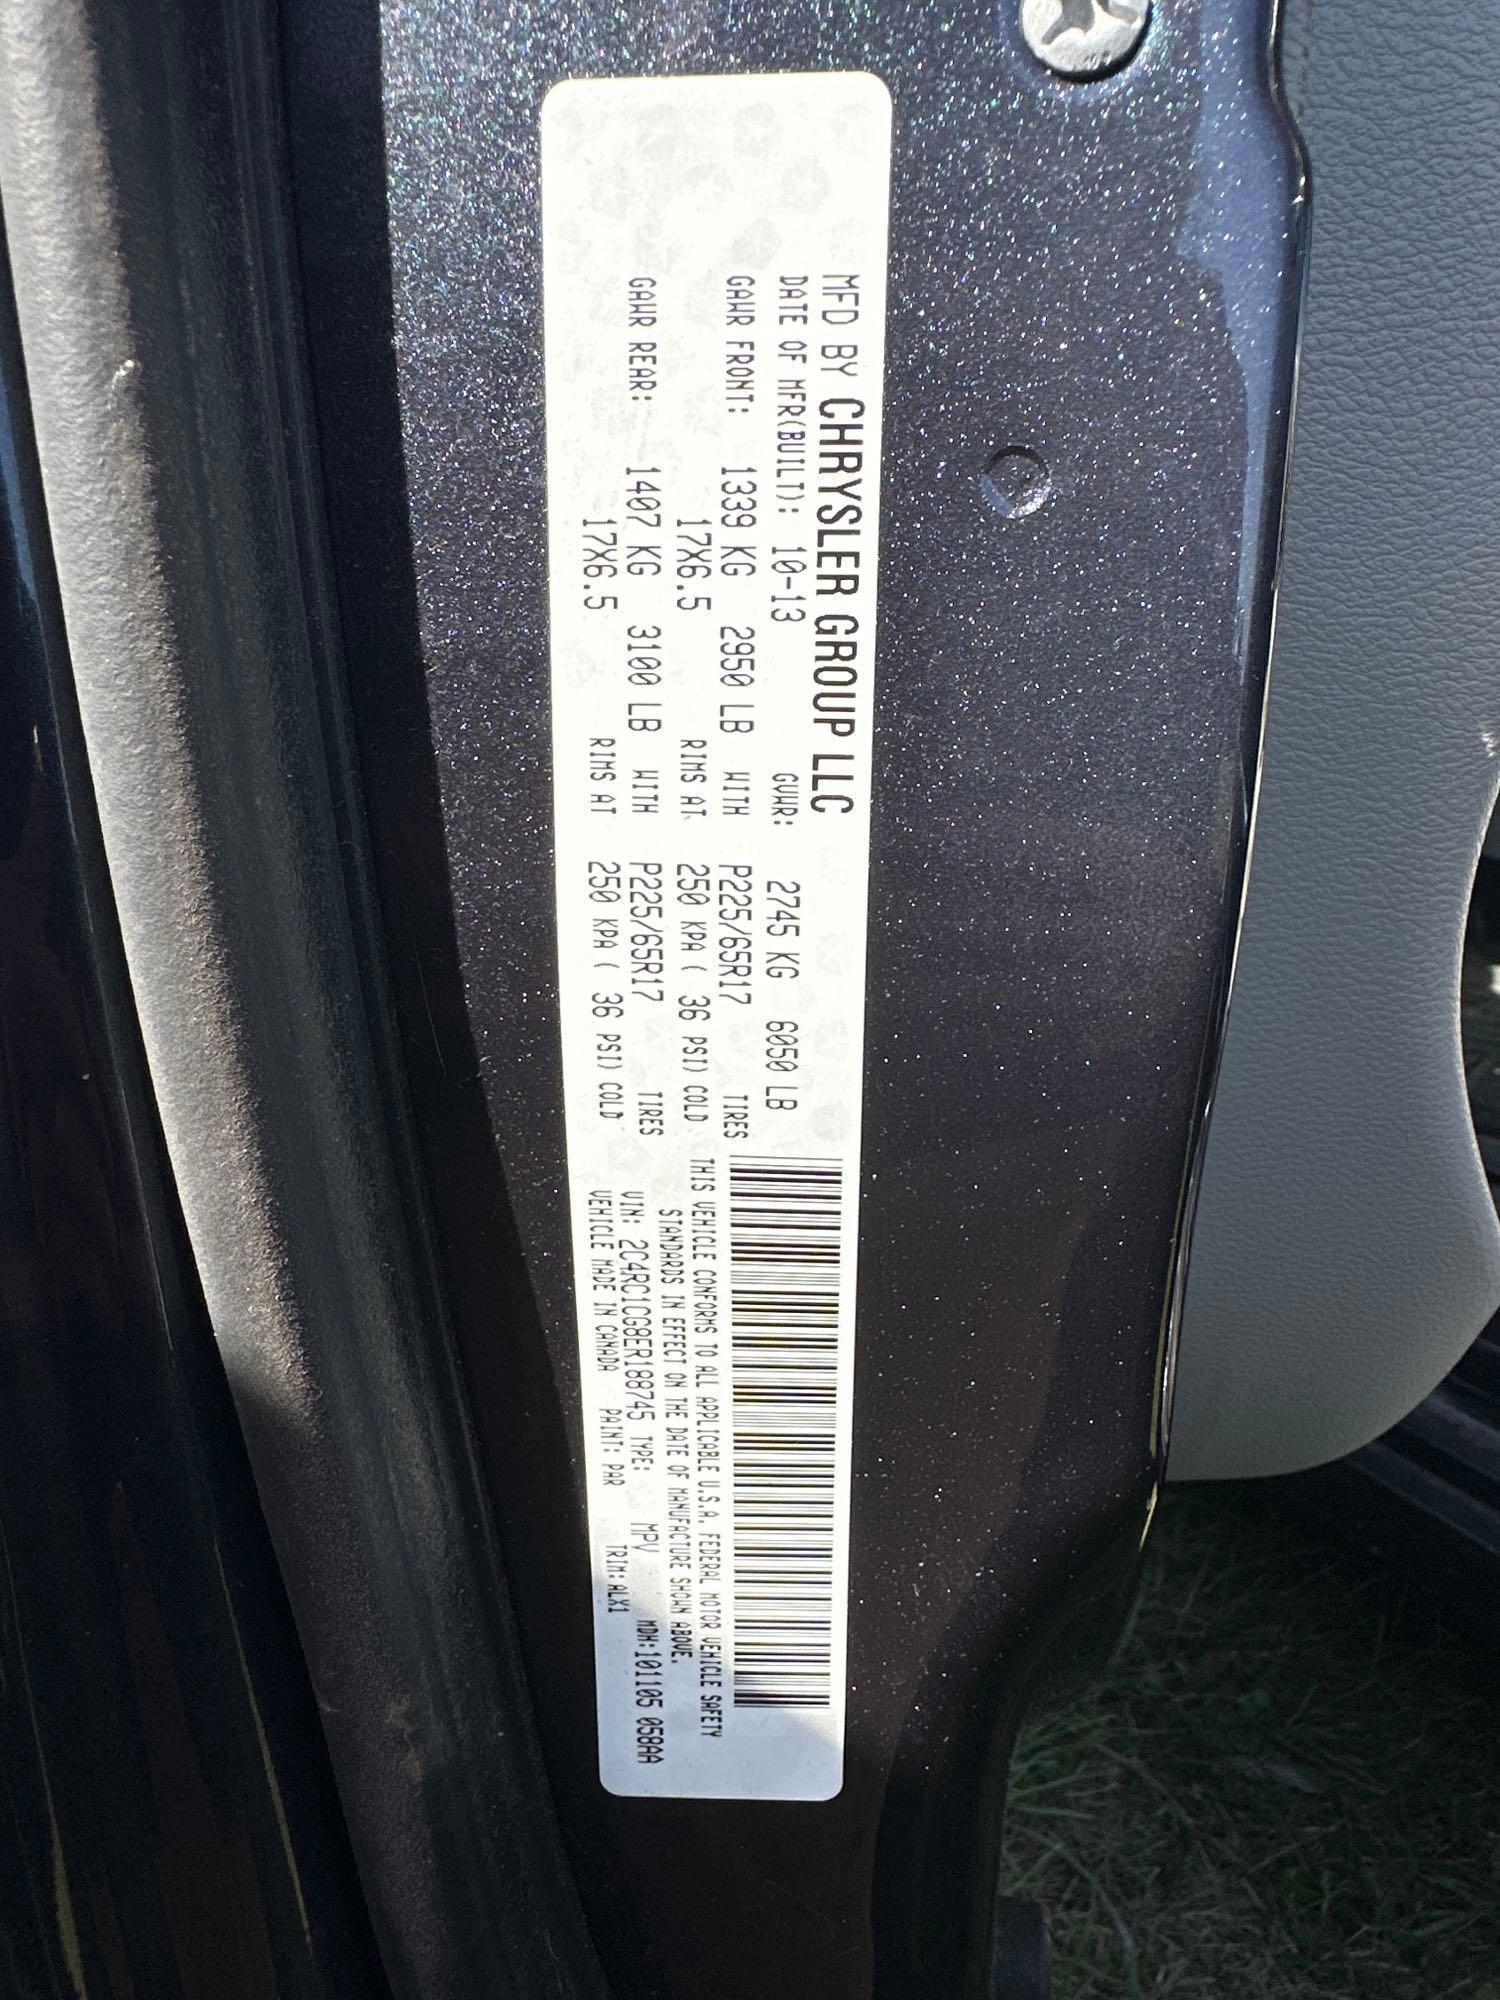 MFD BY CHRYSLER GROUP LLC
DATE OF MFR(BUILT): 10-13 GVWR: 2745 KG 6050 LB
GAWR FRONT: 1339 KG 2950 LB WITH P225/65R17 TIRES
17X6.5 RIMS AT 250 KPA ( 36 PSI) COLD
GAWR REAR: 1407 KG 3100 LB WITH P225/65R17 TIRES
17X6.5 RIMS AT 250 KPA ( 36 PSI) COLD
THIS VEHICLE CONFORMS TO ALL APPLICABLE U.S.A. FEDERAL MOTOR VEHICLE SAFETY
STANDARDS IN EFFECT ON THE DATE OF MANUFACTURE SHOWN ABOVE.
VIN: 2C4RC1CG8ER188745 TYPE: MPV MDH:101105 058AA
VEHICLE MADE IN CANADA PAINT: PAR TRIM:ALX1